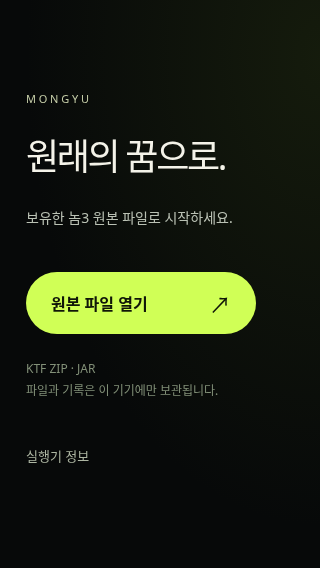 MONGYU
원래의 꿈으로.
보유한 놈3 원본 파일로 시작하세요.
원본 파일 열기 ↗
KTF ZIP · JAR
파일과 기록은 이 기기에만 보관됩니다.
실행기 정보